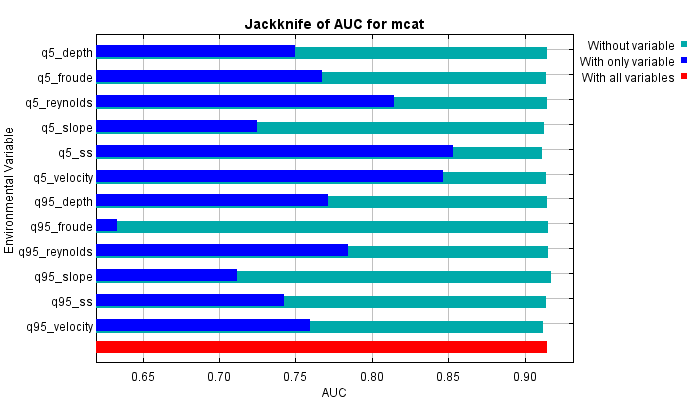 Jackknife of AUC for mcat
Without variable
With only variable
With all variables
Environmental Variable
q5_depth
q5_froude
q5_reynolds
q5_slope
q5_ss
q5_velocity
q95_depth
q95_froude
q95_reynolds
q95_slope
q95_ss
q95_velocity
0.65 0.70 0.75 0.80 0.85 0.90
AUC